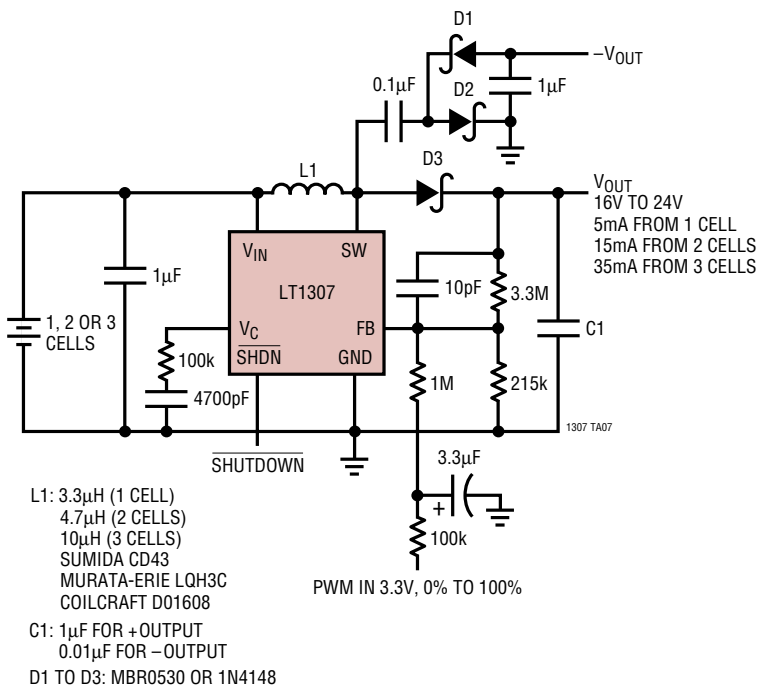 D1
–VOUT
0.1µF
D2
1µF
D3
L1
VOUT
16V TO 24V
5mA FROM 1 CELL
15mA FROM 2 CELLS
35mA FROM 3 CELLS
VIN
SW
1µF
LT1307
10pF
3.3M
1, 2 OR 3
CELLS
VC
FB
C1
100k
SHDN
GND
1M
215k
4700pF
1307 TA07
SHUTDOWN
3.3µF
+
100k
PWM IN 3.3V, 0% TO 100%
L1: 3.3µH (1 CELL)
4.7µH (2 CELLS)
10µH (3 CELLS)
SUMIDA CD43
MURATA-ERIE LQH3C
COILCRAFT D01608
C1: 1µF FOR +OUTPUT
0.01µF FOR –OUTPUT
D1 TO D3: MBR0530 OR 1N4148